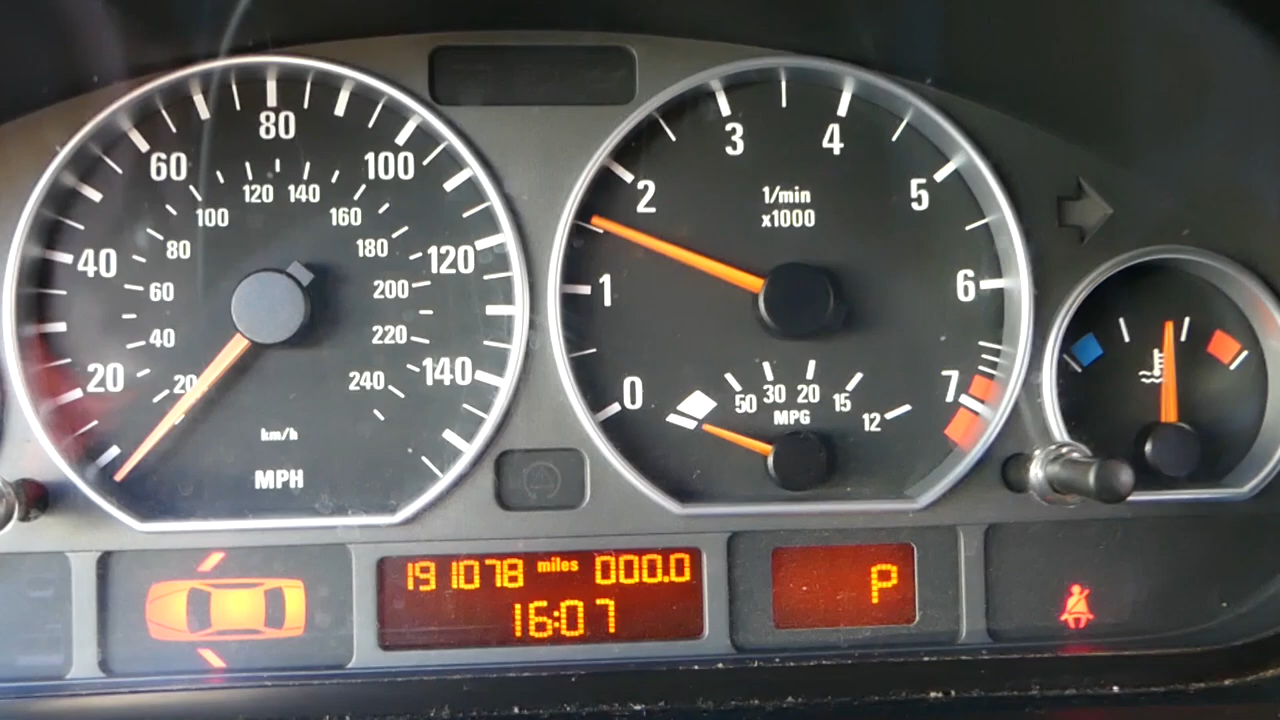 20 40 60 80 100 120 140
20 40 60 80 100 120 140 160 180 200 220 240
km/h
MPH
0 1 2 3 4 5 6 7
1/min
x1000
50 30 20 15 12
MPG
191078 miles 000.0
16:07
P